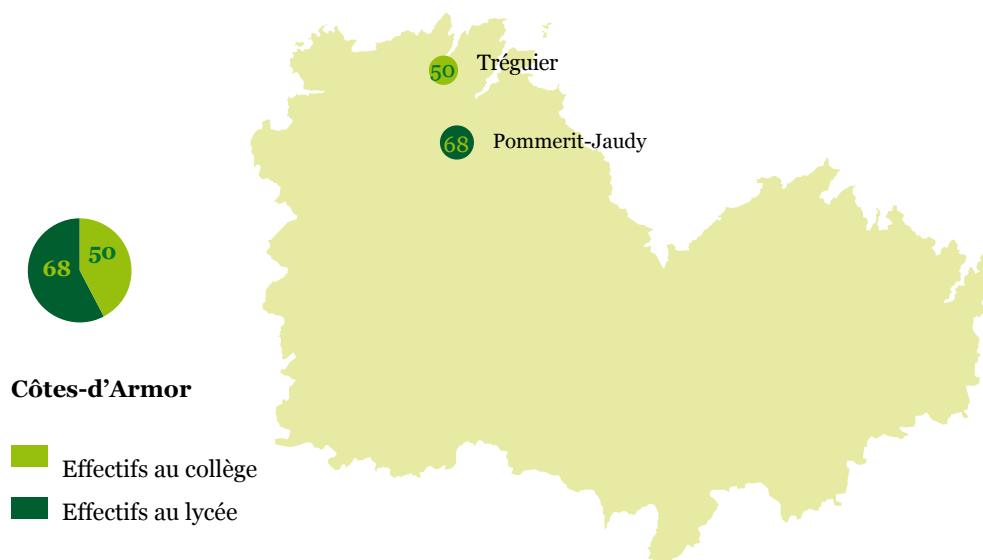 50 Tréguier
68 Pommerit-Jaudy
68 50
Côtes-d’Armor
Effectifs au collège
Effectifs au lycée